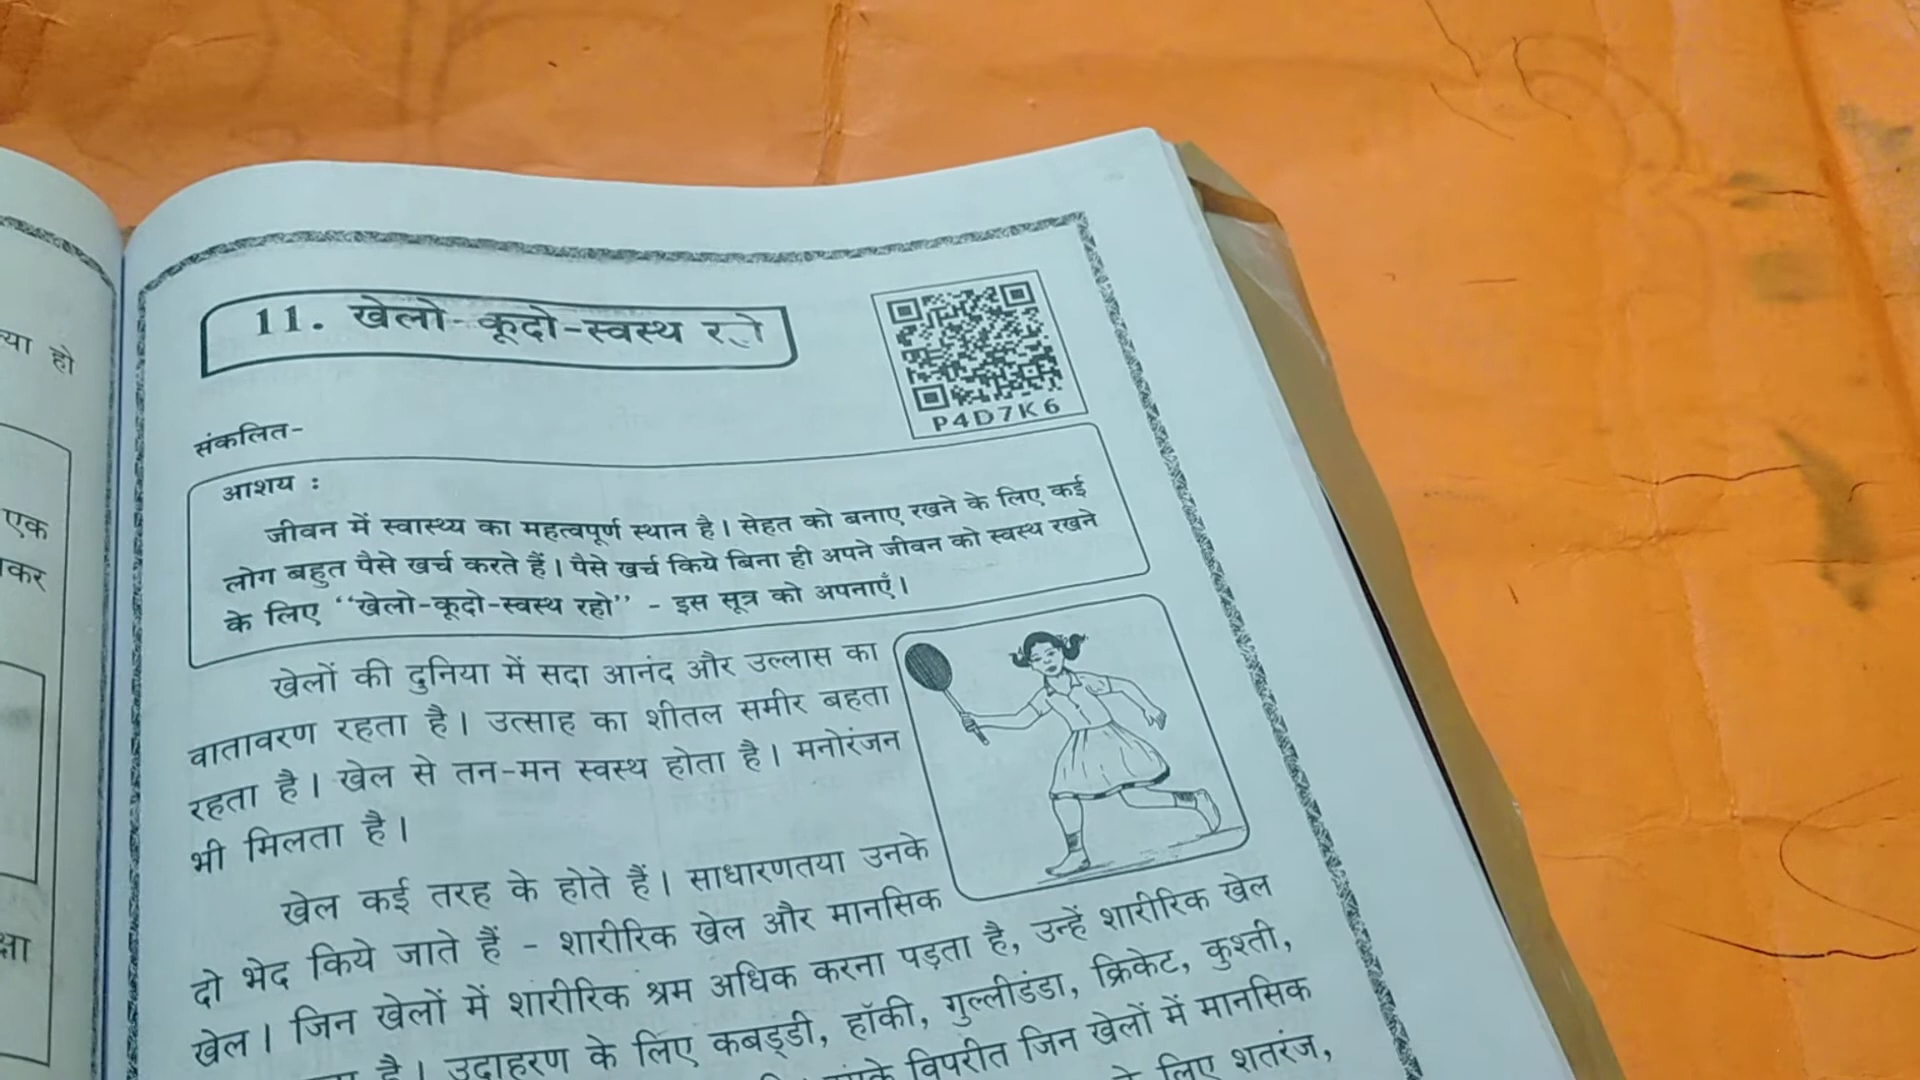 11. खेलो-कूदो-स्वस्थ
P4D7K6
संकलित-
आशय :
जीवन में स्वास्थ्य का महत्वपूर्ण स्थान है। सेहत को बनाए रखने के लिए कई
लोग बहुत पैसे खर्च करते हैं। पैसे खर्च किये बिना ही अपने जीवन को स्वस्थ रखने
के लिए “खेलो-कूदो-स्वस्थ रहो” - इस सूत्र को अपनाएँ।
खेलों की दुनिया में सदा आनंद और उल्लास का
वातावरण रहता है। उत्साह का शीतल समीर बहता
रहता है। खेल से तन-मन स्वस्थ होता है। मनोरंजन
भी मिलता है।
खेल कई तरह के होते हैं। साधारणतया उनके
दो भेद किये जाते हैं - शारीरिक खेल और मानसिक
खेल। जिन खेलों में शारीरिक श्रम अधिक करना पड़ता है, उन्हें शारीरिक खेल
है। उदाहरण के लिए कबड्डी, हॉकी, गुल्लीडंडा, क्रिकेट, कुश्ती,
विपरीत जिन खेलों में मानसिक
लिए शतरंज,
हो
एक